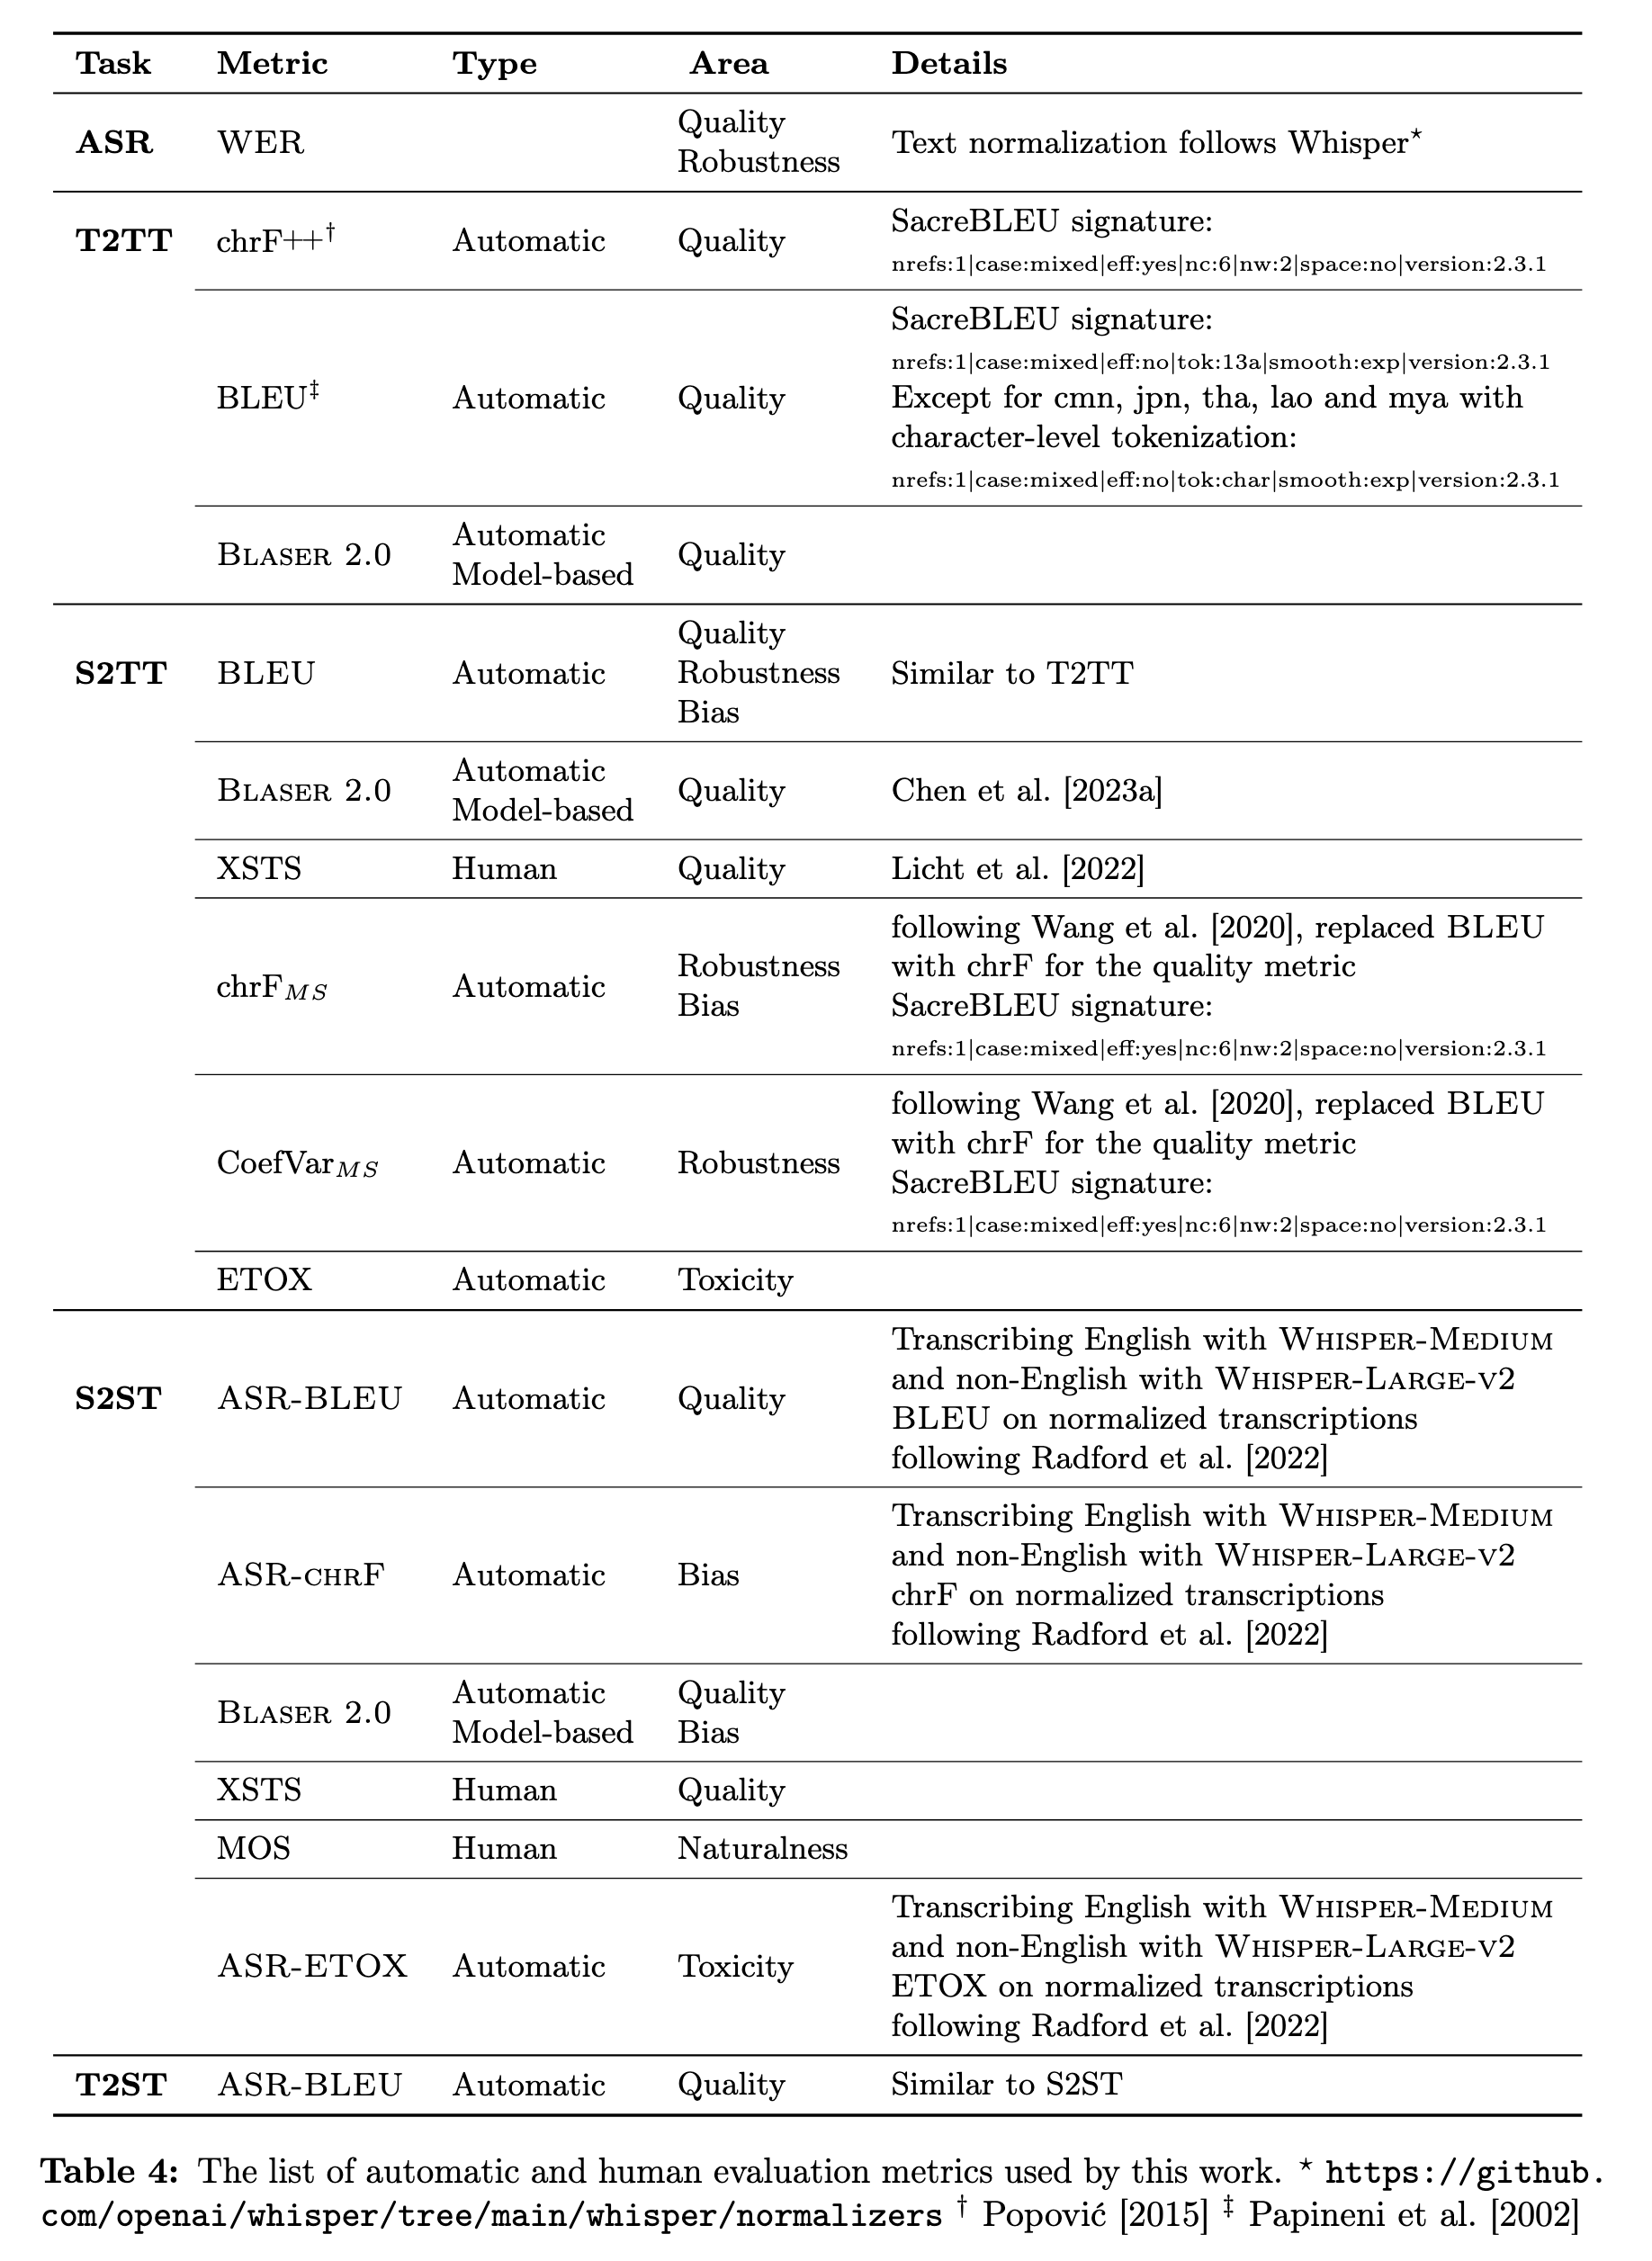 Task Metric Type Area Details
Quality
ASR WER Text normalization follows Whisper⋆
Robustness
SacreBLEU signature:
T2TT chrF++† Automatic Quality
nrefs:1|case:mixed|eff:yes|nc:6|nw:2|space:no|version:2.3.1
SacreBLEU signature:
nrefs:1|case:mixed|eff:no|tok:13a|smooth:exp|version:2.3.1
BLEU‡ Automatic Quality Except for cmn, jpn, tha, lao and mya with
character-level tokenization:
nrefs:1|case:mixed|eff:no|tok:char|smooth:exp|version:2.3.1
Automatic
BLASER 2.0 Quality
Model-based
Quality
S2TT BLEU Automatic Robustness Similar to T2TT
Bias
Automatic
BLASER 2.0 Quality Chen et al. [2023a]
Model-based
XSTS Human Quality Licht et al. [2022]
following Wang et al. [2020], replaced BLEU
Robustness with chrF for the quality metric
chrFMS Automatic
Bias SacreBLEU signature:
nrefs:1|case:mixed|eff:yes|nc:6|nw:2|space:no|version:2.3.1
following Wang et al. [2020], replaced BLEU
with chrF for the quality metric
CoefVarMS Automatic Robustness
SacreBLEU signature:
nrefs:1|case:mixed|eff:yes|nc:6|nw:2|space:no|version:2.3.1
ETOX Automatic Toxicity
Transcribing English with WHISPER-MEDIUM
and non-English with WHISPER-LARGE-V2
S2ST ASR-BLEU Automatic Quality
BLEU on normalized transcriptions
following Radford et al. [2022]
Transcribing English with WHISPER-MEDIUM
and non-English with WHISPER-LARGE-V2
ASR-CHRF Automatic Bias
chrF on normalized transcriptions
following Radford et al. [2022]
Automatic Quality
BLASER 2.0
Model-based Bias
XSTS Human Quality
MOS Human Naturalness
Transcribing English with WHISPER-MEDIUM
and non-English with WHISPER-LARGE-V2
ASR-ETOX Automatic Toxicity
ETOX on normalized transcriptions
following Radford et al. [2022]
T2ST ASR-BLEU Automatic Quality Similar to S2ST
Table 4: The list of automatic and human evaluation metrics used by this work. ⋆ https://github.
com/openai/whisper/tree/main/whisper/normalizers † Popović [2015] ‡ Papineni et al. [2002]